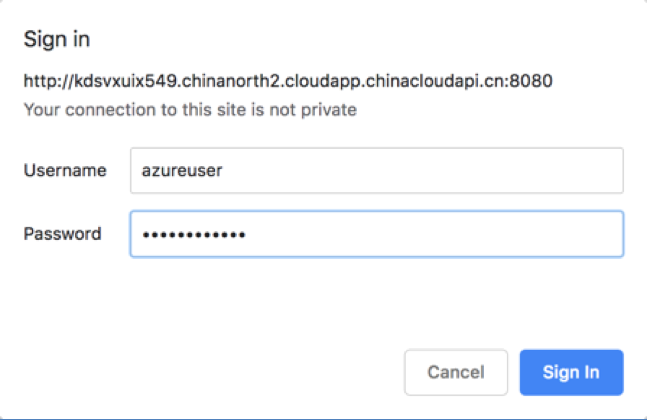 Sign in
http://kdsvxuix549.chinanorth2.cloudapp.chinacloudapi.cn:8080
Your connection to this site is not private
Username azureuser
Password ••••••••••••
Cancel Sign In